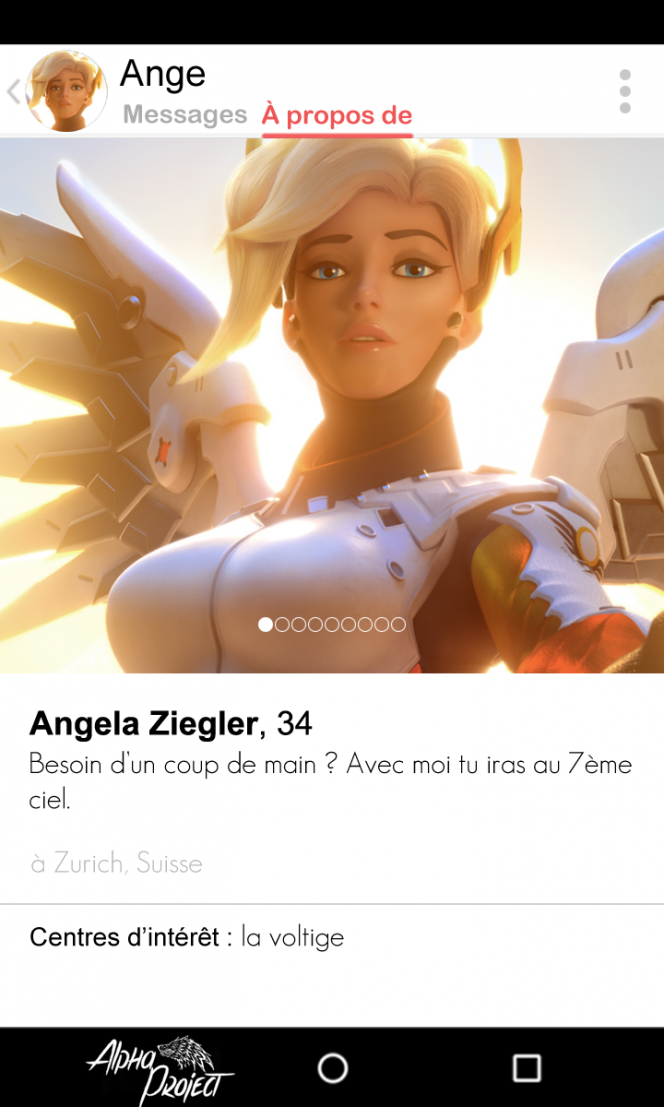 Ange
Messages À propos de
Angela Ziegler, 34
Besoin d'un coup de main ? Avec moi tu iras au 7ème
ciel.
à Zurich, Suisse
Centres d'intérêt : la voltige
Alpha
Project